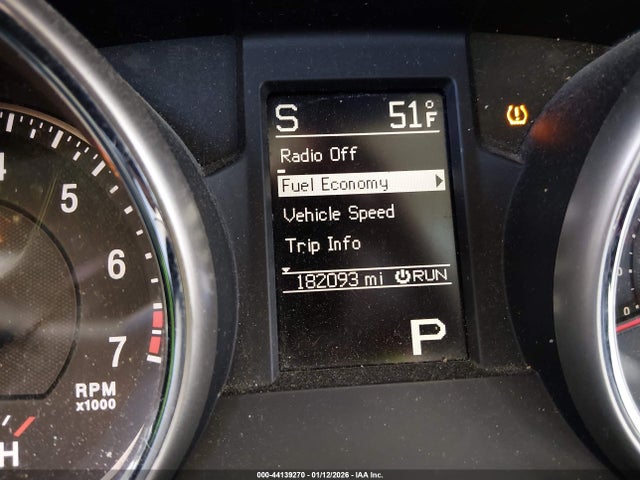 S 51°F
Radio Off
Fuel Economy
Vehicle Speed
Trip Info
182093 mi RUN
P
5
6
7
RPM
x1000
H
000-44139270 - 01/12/2026 - IAA Inc.